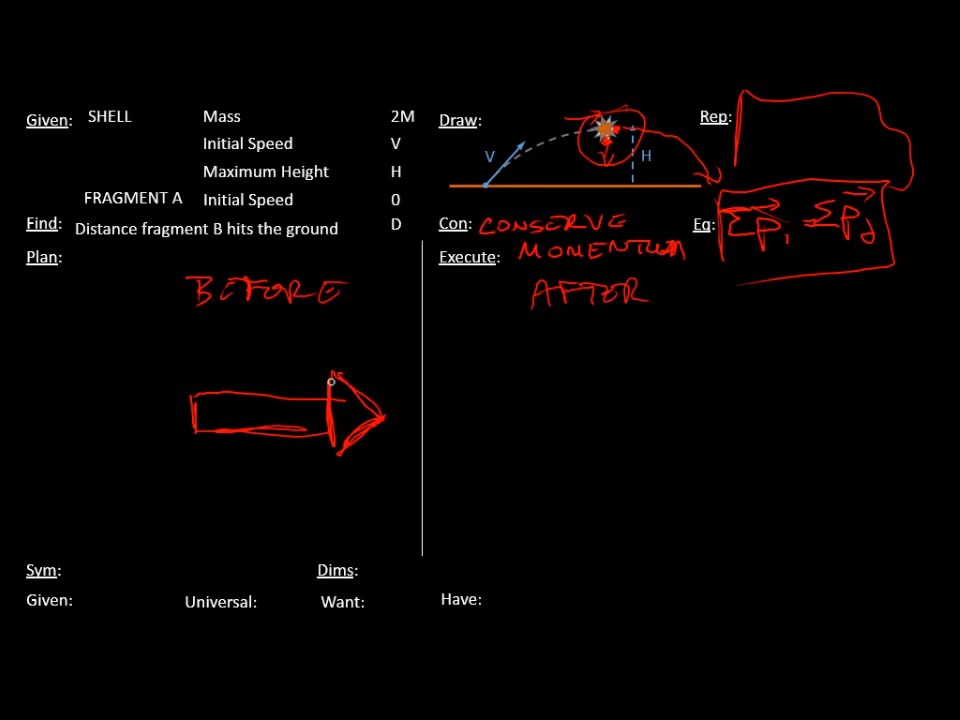 Given: SHELL Mass 2M
Initial Speed V
Maximum Height H
FRAGMENT A Initial Speed 0
Find: Distance fragment B hits the ground D
Plan:
BEFORE
Draw:
V
H
Rep:
Con: CONSERVE
MOMENTUM
Eq: Σp⃗ᵢ = Σp⃗
Execute:
AFTER
Sym:
Dims:
Given:
Universal:
Want:
Have: